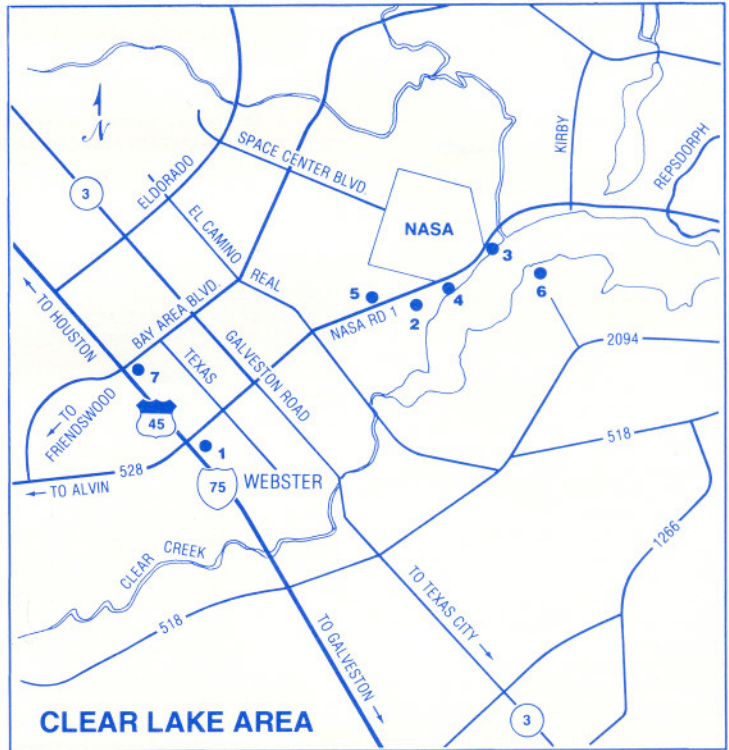 N
3
ELDORADO
SPACE CENTER BLVD.
KIRBY
REPSDORPH
EL CAMINO
REAL
NASA
3
← TO HOUSTON
BAY AREA BLVD.
5
2
4
6
NASA RD 1
GALVESTON ROAD
TEXAS
2094
7
← TO
FRIENDSWOOD
45
1
528
518
← TO ALVIN
75
WEBSTER
CLEAR CREEK
1266
518
TO TEXAS CITY →
TO GALVESTON →
3
CLEAR LAKE AREA